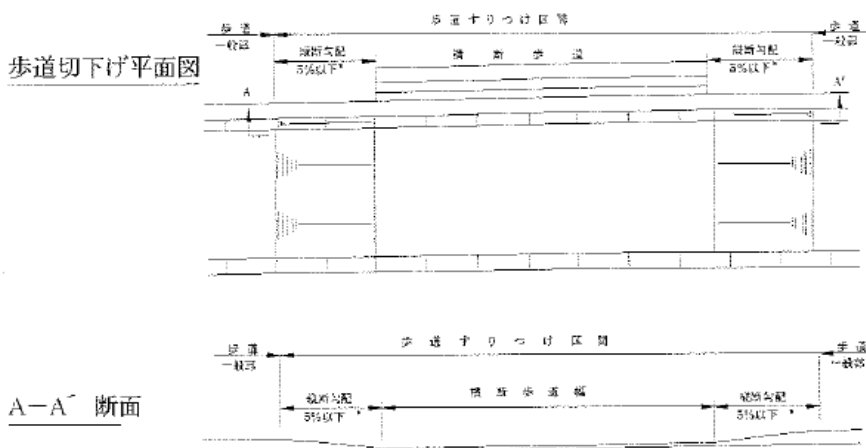 歩道すりつけ区間
歩道
一般部
歩道
一般部
縦断勾配
5%以下*
横断歩道
縦断勾配
5%以下*
歩道切下げ平面図
A
A'
歩道すりつけ区間
歩道
一般部
歩道
一般部
縦断勾配
5%以下*
横断歩道幅
縦断勾配
5%以下*
A-A' 断面